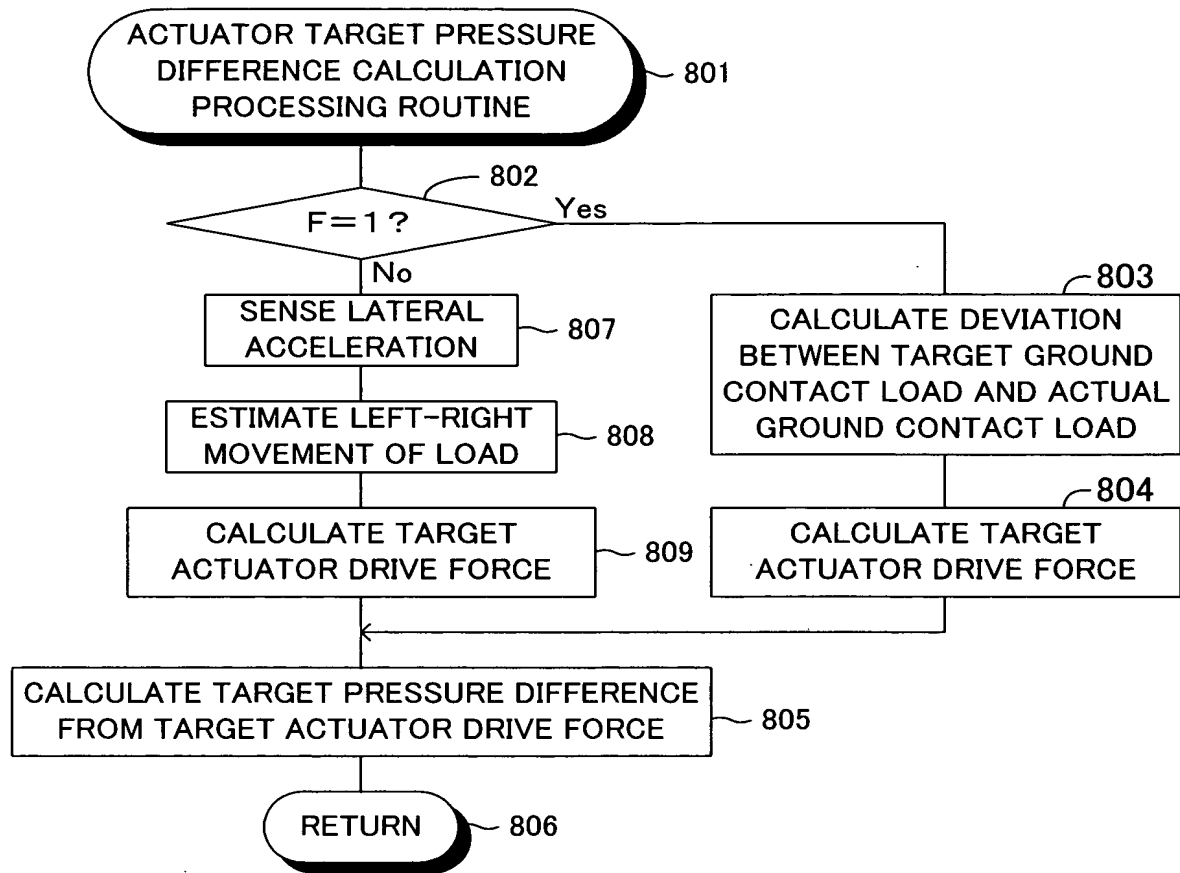 ACTUATOR TARGET PRESSURE
DIFFERENCE CALCULATION
PROCESSING ROUTINE
801
802
F=1?
Yes
No
SENSE LATERAL
ACCELERATION
807
ESTIMATE LEFT-RIGHT
MOVEMENT OF LOAD
808
CALCULATE TARGET
ACTUATOR DRIVE FORCE
809
803
CALCULATE DEVIATION
BETWEEN TARGET GROUND
CONTACT LOAD AND ACTUAL
GROUND CONTACT LOAD
804
CALCULATE TARGET
ACTUATOR DRIVE FORCE
CALCULATE TARGET PRESSURE DIFFERENCE
FROM TARGET ACTUATOR DRIVE FORCE
805
RETURN
806